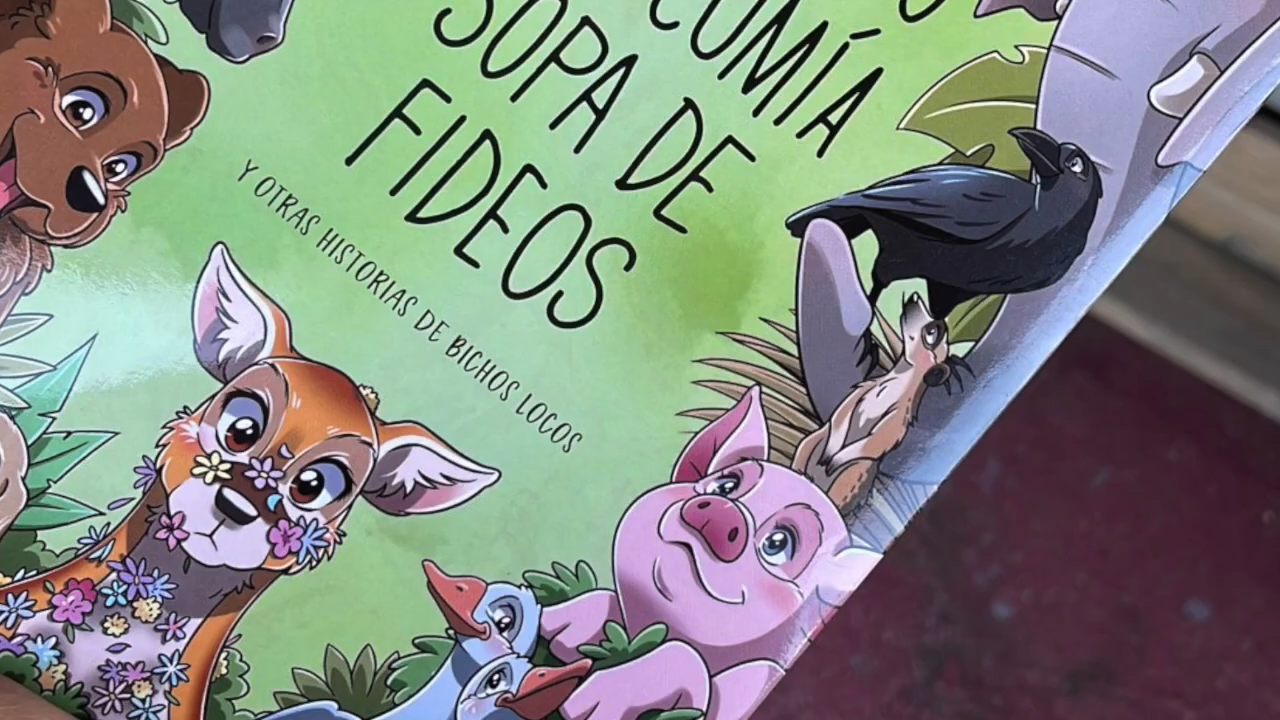 COMÍA
SOPA DE
FIDEOS
Y OTRAS HISTORIAS DE BICHOS LOCOS